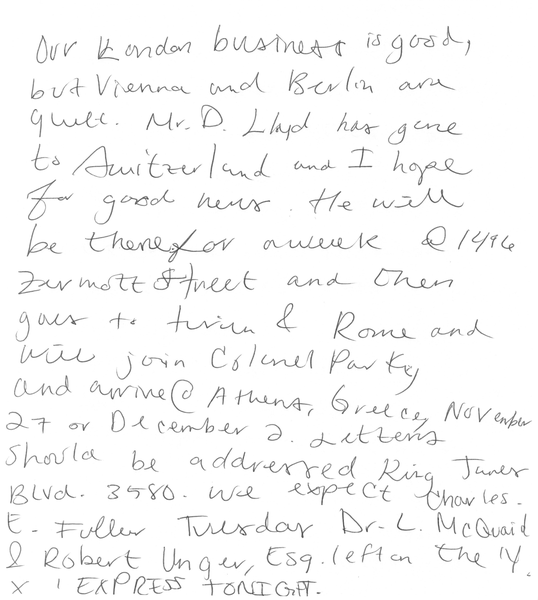 Our London business is good,
but Vienna and Berlin are
quiet. Mr. D. Lloyd has gone
to Switzerland and I hope
for good news. He will
be there for a week @ 1496
Zermott Street and then
goes to Turin & Rome and
will join Colonel Parky
and arrive @ Athens, Greece, November
27 or December 2. Letters
should be addressed King James
Blvd. 3580. We expect Charles.
E. Fuller Tuesday Dr. L. McQuaid
& Robert Unger, Esq. left on the 'Y.
X ' EXPRESS TONIGHT.